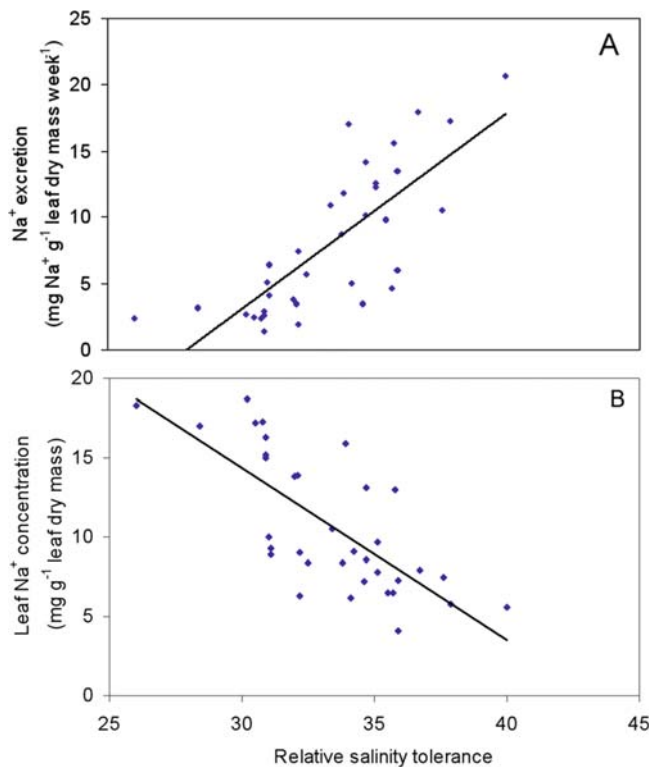 A
Na⁺ excretion
(mg Na⁺ g⁻¹ leaf dry mass week⁻¹)
25
20
15
10
5
0
B
Leaf Na⁺ concentration
(mg g⁻¹ leaf dry mass)
20
15
10
5
0
25 30 35 40 45
Relative salinity tolerance